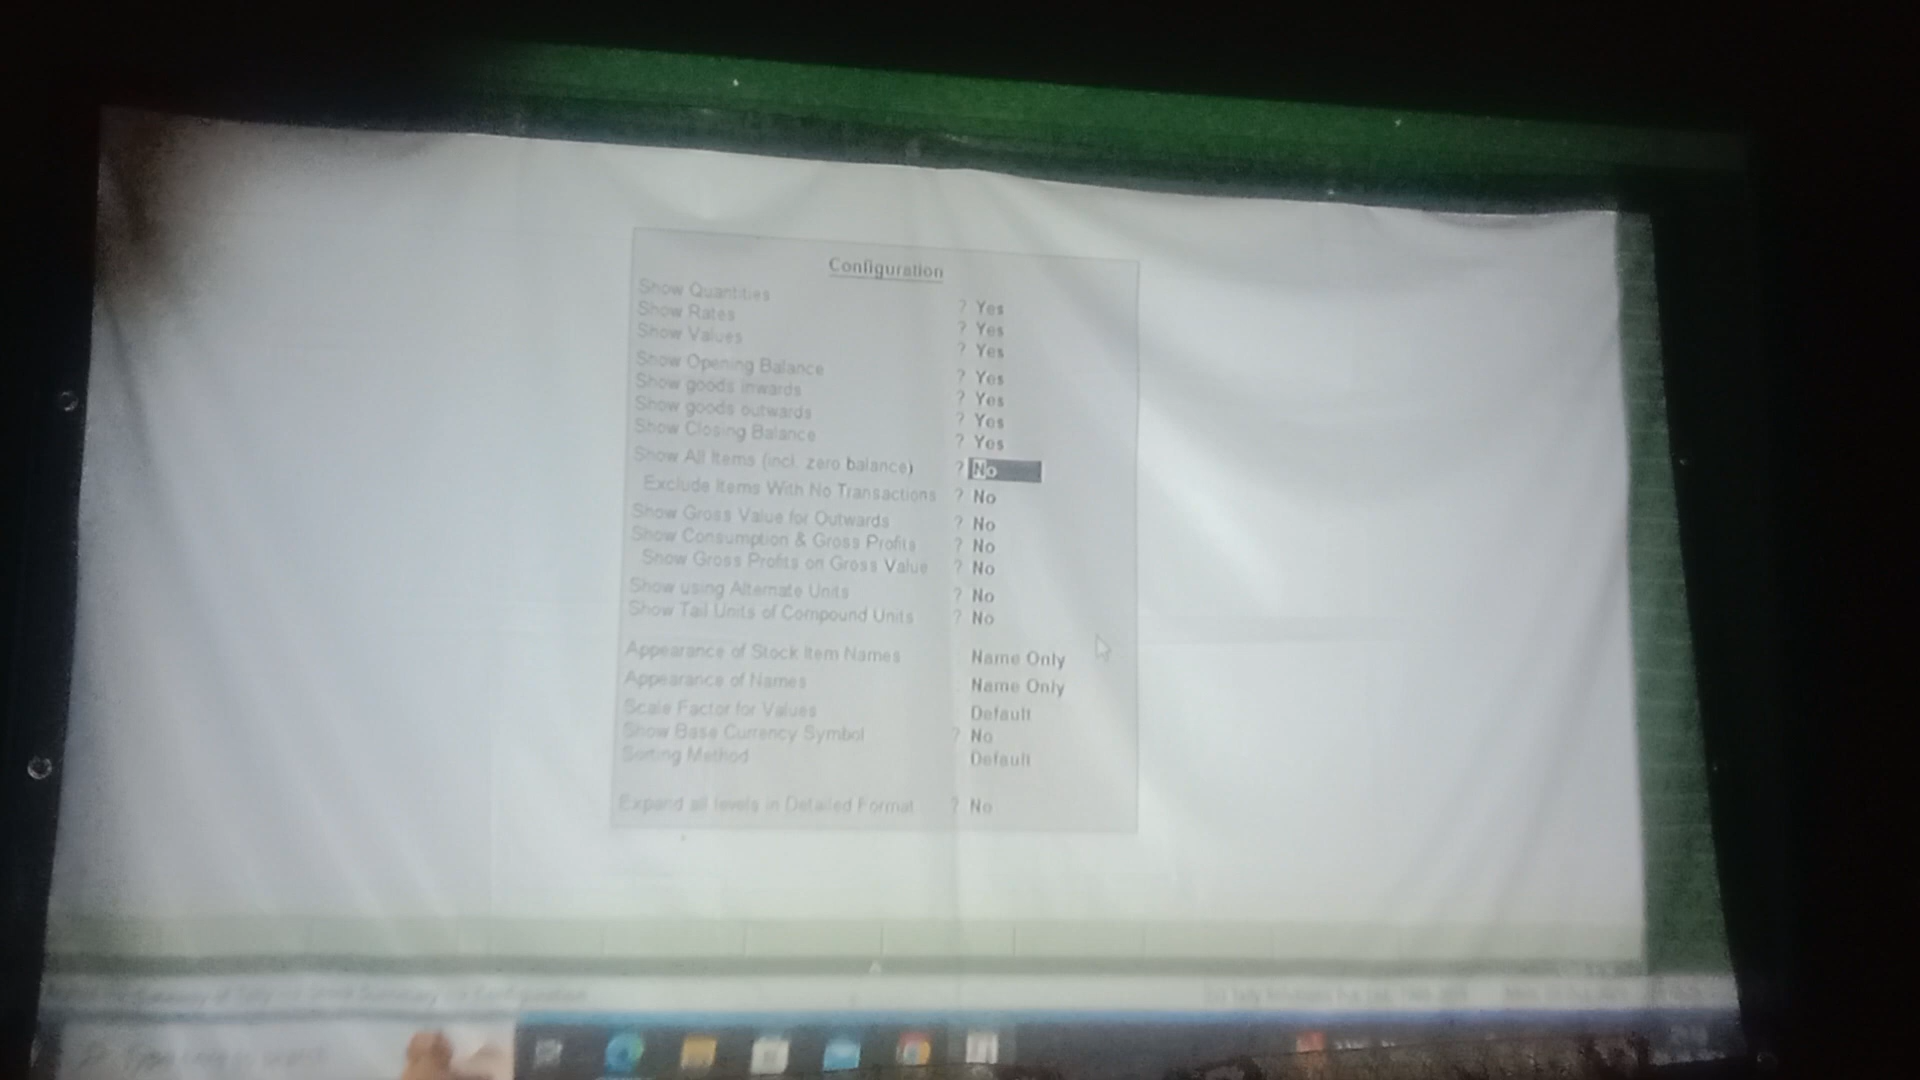 Configuration
Show Quantities ? Yes
Show Rates ? Yes
Show Values ? Yes
Show Opening Balance ? Yes
Show goods inwards ? Yes
Show goods outwards ? Yes
Show Closing Balance ? Yes
Show All Items (incl. zero balance) ? No
Exclude Items With No Transactions ? No
Show Gross Value for Outwards ? No
Show Consumption & Gross Profits ? No
Show Gross Profits on Gross Value ? No
Show using Alternate Units ? No
Show Tail Units of Compound Units ? No
Appearance of Stock Item Names Name Only
Appearance of Names Name Only
Scale Factor for Values Default
Show Base Currency Symbol ? No
Sorting Method Default
Expand all levels in Detailed Format ? No